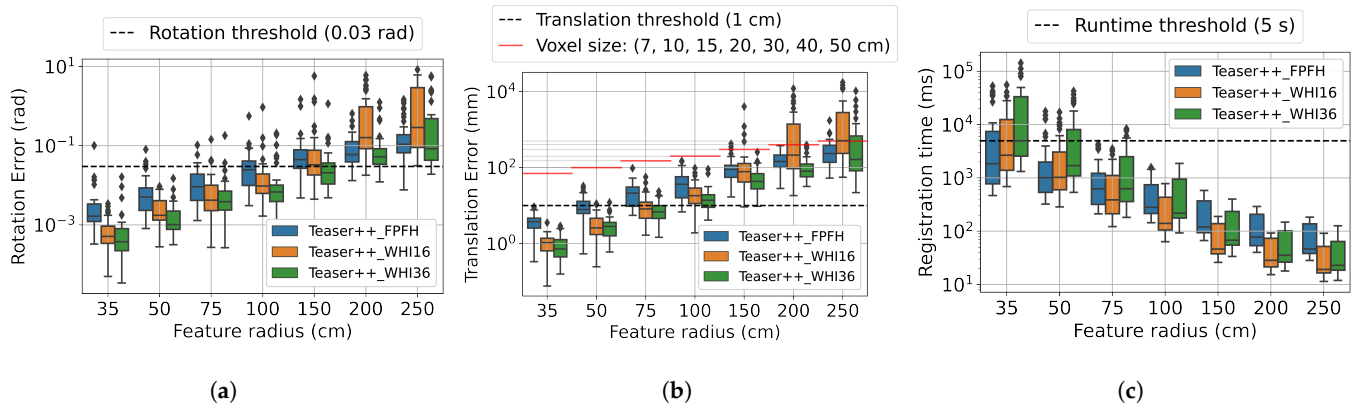 Rotation threshold (0.03 rad)
Rotation Error (rad)
10¹
10⁻¹
10⁻³
Teaser++_FPFH
Teaser++_WHI16
Teaser++_WHI36
35 50 75 100 150 200 250
Feature radius (cm)
(a)
Translation threshold (1 cm)
Voxel size: (7, 10, 15, 20, 30, 40, 50 cm)
Translation Error (mm)
10⁴
10²
10⁰
Teaser++_FPFH
Teaser++_WHI16
Teaser++_WHI36
35 50 75 100 150 200 250
Feature radius (cm)
(b)
Runtime threshold (5 s)
Registration time (ms)
10⁵
10⁴
10³
10²
10¹
Teaser++_FPFH
Teaser++_WHI16
Teaser++_WHI36
35 50 75 100 150 200 250
Feature radius (cm)
(c)